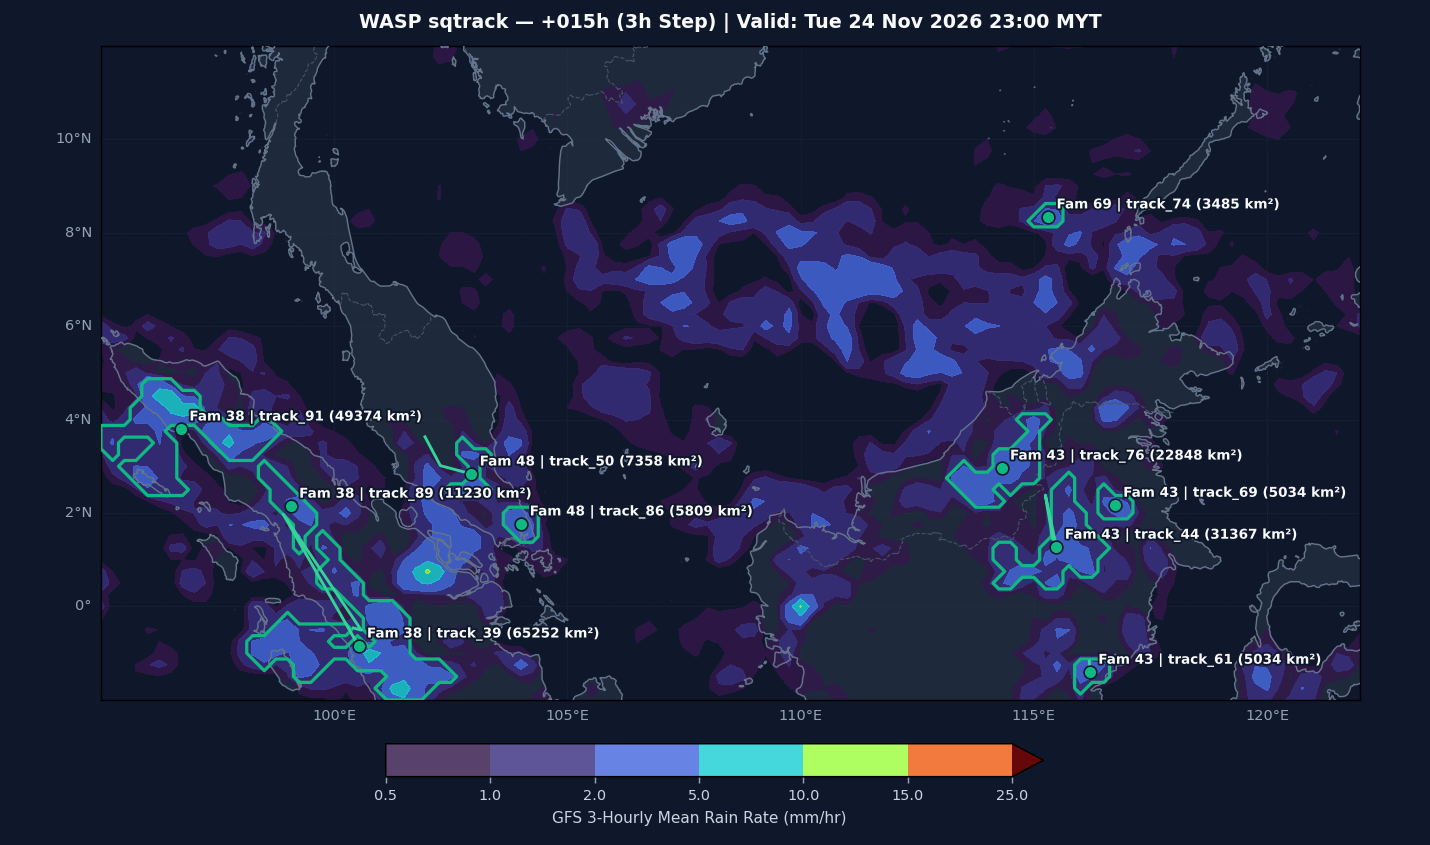 WASP sqtrack — +015h (3h Step) | Valid: Tue 24 Nov 2026 23:00 MYT
10°N
8°N
6°N
4°N
2°N
0°
Fam 69 | track_74 (3485 km²)
Fam 38 | track_91 (49374 km²)
Fam 43 | track_76 (22848 km²)
Fam 48 | track_50 (7358 km²)
Fam 38 | track_89 (11230 km²)
Fam 43 | track_69 (5034 km²)
Fam 48 | track_86 (5809 km²)
Fam 43 | track_44 (31367 km²)
Fam 38 | track_39 (65252 km²)
Fam 43 | track_61 (5034 km²)
100°E 105°E 110°E 115°E 120°E
0.5 1.0 2.0 5.0 10.0 15.0 25.0
GFS 3-Hourly Mean Rain Rate (mm/hr)